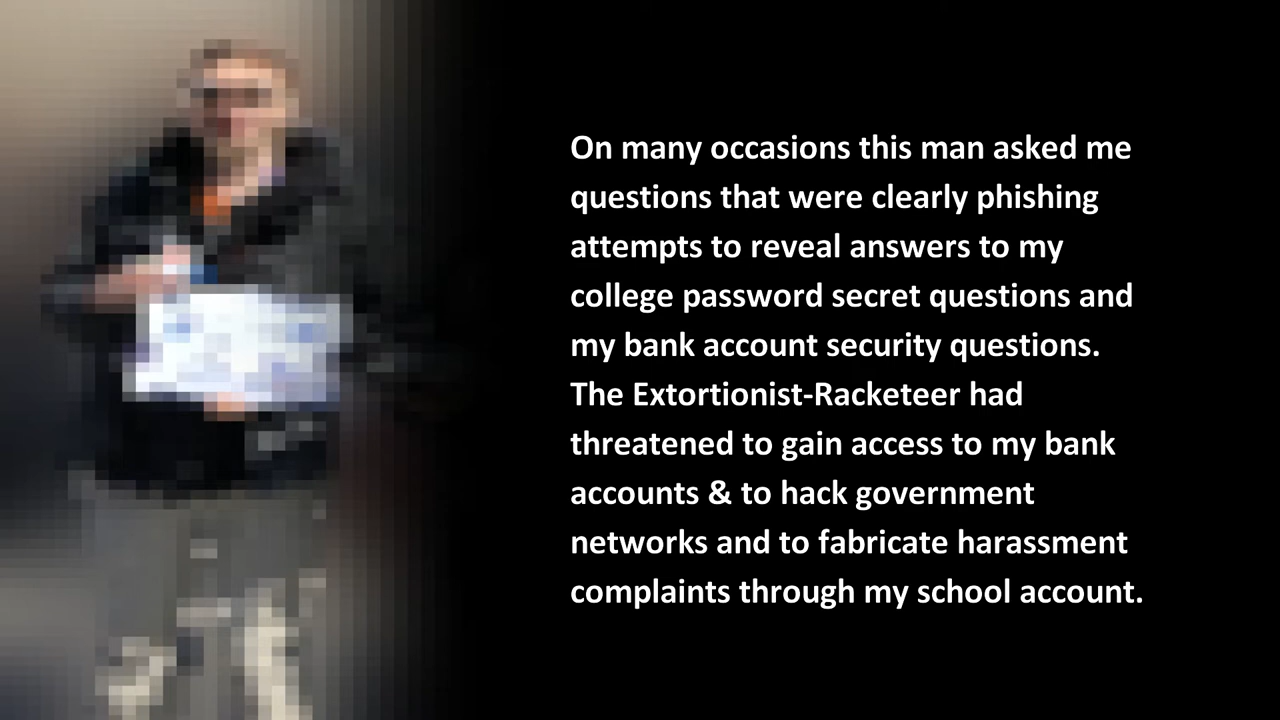 On many occasions this man asked me
questions that were clearly phishing
attempts to reveal answers to my
college password secret questions and
my bank account security questions.
The Extortionist-Racketeer had
threatened to gain access to my bank
accounts & to hack government
networks and to fabricate harassment
complaints through my school account.